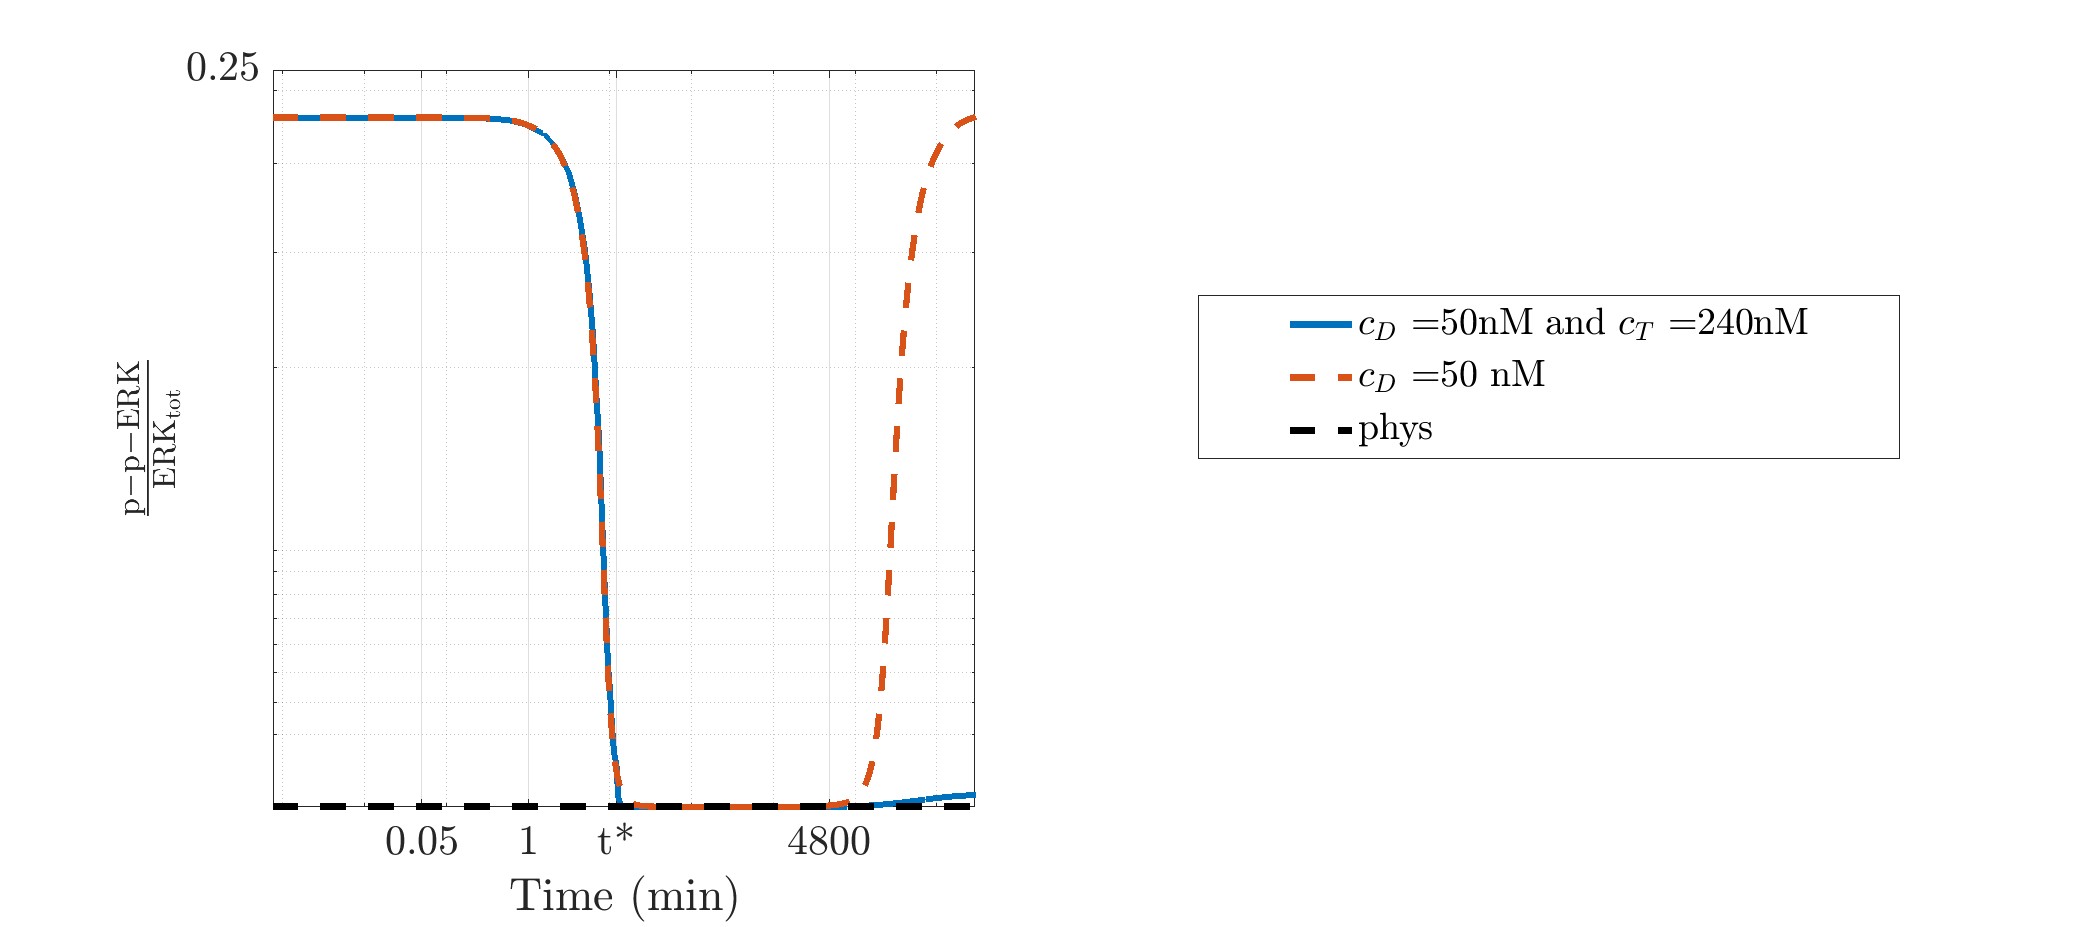 0.25
p−p−ERK
ERKtot
0.05 1 t* 4800
Time (min)
cD =50nM and cT =240nM
cD =50 nM
phys